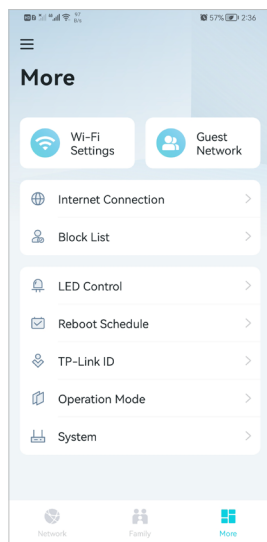 57% 2:36
More
Wi-Fi
Settings
Guest
Network
Internet Connection
Block List
LED Control
Reboot Schedule
TP-Link ID
Operation Mode
System
Network
Family
More